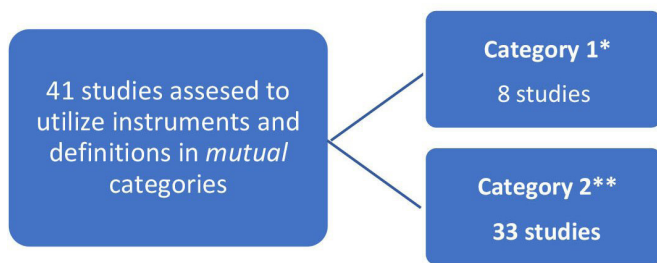 41 studies assesed to
utilize instruments and
definitions in mutual
categories
Category 1*
8 studies
Category 2**
33 studies